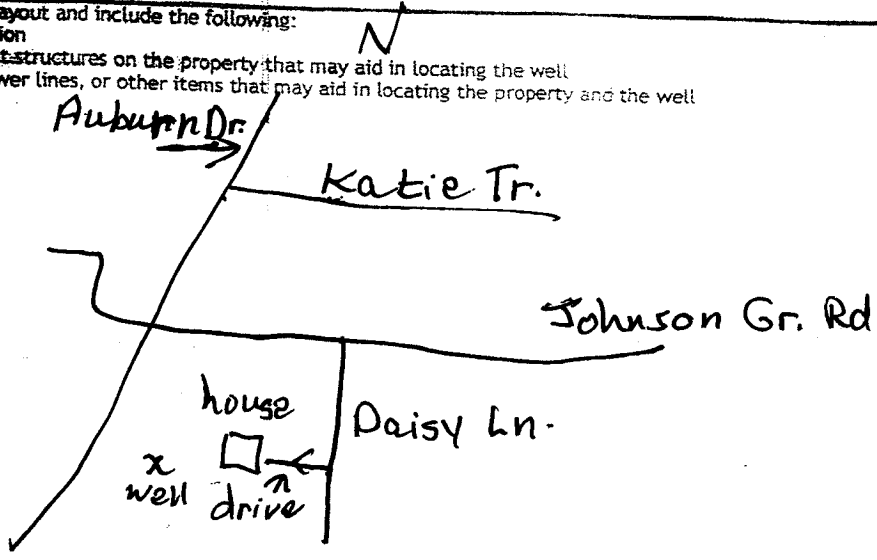 ayout and include the following:
ion
t structures on the property that may aid in locating the well
wer lines, or other items that may aid in locating the property and the well
N
Auburn Dr.
Katie Tr.
Johnson Gr. Rd
house
Daisy Ln.
x
well
drive